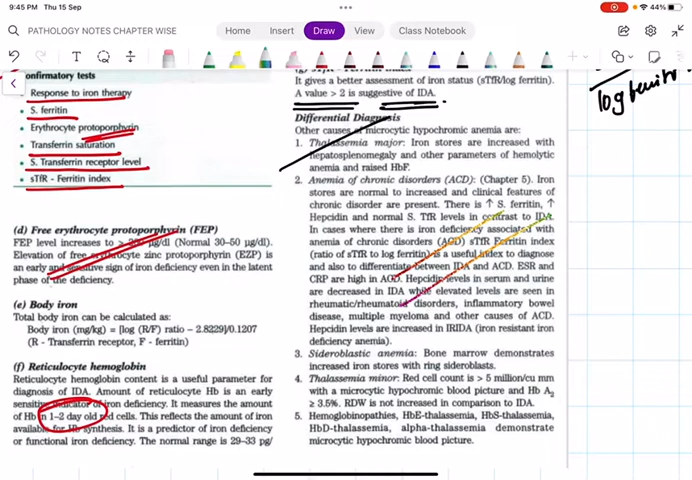 9:45 PM Thu 15 Sep
44%
PATHOLOGY NOTES CHAPTER WISE
Home Insert Draw View Class Notebook
onfirmatory tests
• Response to iron therapy
• S. ferritin
• Erythrocyte protoporphyrin
• Transferrin saturation
• S. Transferrin receptor level
• sTfR - Ferritin index
(d) Free erythrocyte protoporphyrin (FEP)
FEP level increases to > µg/dl (Normal 30–50 µg/dl).
Elevation of free erythrocyte zinc protoporphyrin (EZP) is
an early and sensitive sign of iron deficiency even in the latent
phase of the deficiency.
(e) Body iron
Total body iron can be calculated as:
Body iron (mg/kg) = [log (R/F) ratio – 2.8229]/0.1207
(R - Transferrin receptor, F - ferritin)
(f) Reticulocyte hemoglobin
Reticulocyte hemoglobin content is a useful parameter for
diagnosis of IDA. Amount of reticulocyte Hb is an early
sensitive indicator of iron deficiency. It measures the amount
of Hb in 1–2 day old red cells. This reflects the amount of iron
available for Hb synthesis. It is a predictor of iron deficiency
or functional iron deficiency. The normal range is 29–33 pg/
It gives a better assessment of iron status (sTfR/log ferritin).
A value > 2 is suggestive of IDA.
Differential Diagnosis
Other causes of microcytic hypochromic anemia are:
1. Thalassemia major: Iron stores are increased with
hepatosplenomegaly and other parameters of hemolytic
anemia and raised HbF.
2. Anemia of chronic disorders (ACD): (Chapter 5). Iron
stores are normal to increased and clinical features of
chronic disorder are present. There is ↑ S. ferritin, ↑
Hepcidin and normal S. TfR levels in contrast to IDA.
In cases where there is iron deficiency associated with
anemia of chronic disorders (ACD) sTfR Ferritin index
(ratio of sTfR to log ferritin) is a useful index to diagnose
and also to differentiate between IDA and ACD. ESR and
CRP are high in ACD. Hepcidin levels in serum and urine
are decreased in IDA while elevated levels are seen in
rheumatic/rheumatoid disorders, inflammatory bowel
disease, multiple myeloma and other causes of ACD.
Hepcidin levels are increased in IRIDA (iron resistant iron
deficiency anemia).
3. Sideroblastic anemia: Bone marrow demonstrates
increased iron stores with ring sideroblasts.
4. Thalassemia minor: Red cell count is > 5 million/cu mm
with a microcytic hypochromic blood picture and Hb A2
≥ 3.5%. RDW is not increased in comparison to IDA.
5. Hemoglobinopathies, HbE-thalassemia, HbS-thalassemia,
HbD-thalassemia, alpha-thalassemia demonstrate
microcytic hypochromic blood picture.
log